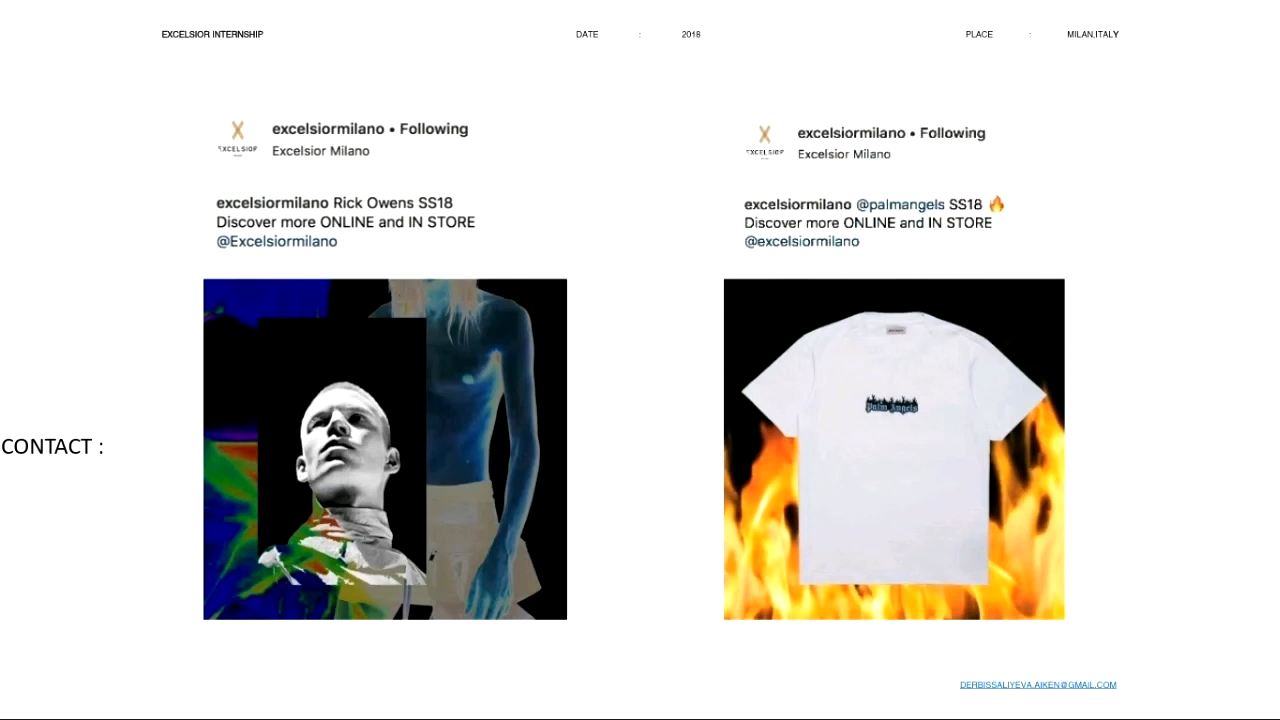 EXCELSIOR INTERNSHIP
DATE : 2018
PLACE : MILAN,ITALY
excelsiormilano • Following
EXCELSIOR
Excelsior Milano
excelsiormilano Rick Owens SS18
Discover more ONLINE and IN STORE
@Excelsiormilano
excelsiormilano • Following
EXCELSIOR
Excelsior Milano
excelsiormilano @palmangels SS18 🔥
Discover more ONLINE and IN STORE
@excelsiormilano
Palm Angels
CONTACT :
DERBISSALIYEVA.AIKEN@GMAIL.COM